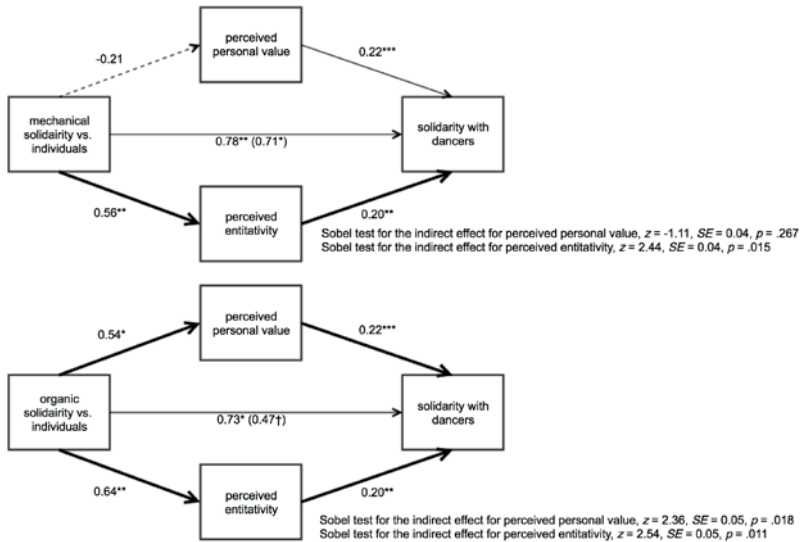 perceived
personal value
-0.21
0.22***
mechanical
solidairity vs.
individuals
0.78** (0.71*)
solidarity with
dancers
0.56**
perceived
entitativity
0.20**
Sobel test for the indirect effect for perceived personal value, z = -1.11, SE = 0.04, p = .267
Sobel test for the indirect effect for perceived entitativity, z = 2.44, SE = 0.04, p = .015
perceived
personal value
0.54*
0.22***
organic
solidairity vs.
individuals
0.73* (0.47†)
solidarity with
dancers
0.64**
perceived
entitativity
0.20**
Sobel test for the indirect effect for perceived personal value, z = 2.36, SE = 0.05, p = .018
Sobel test for the indirect effect for perceived entitativity, z = 2.54, SE = 0.05, p = .011